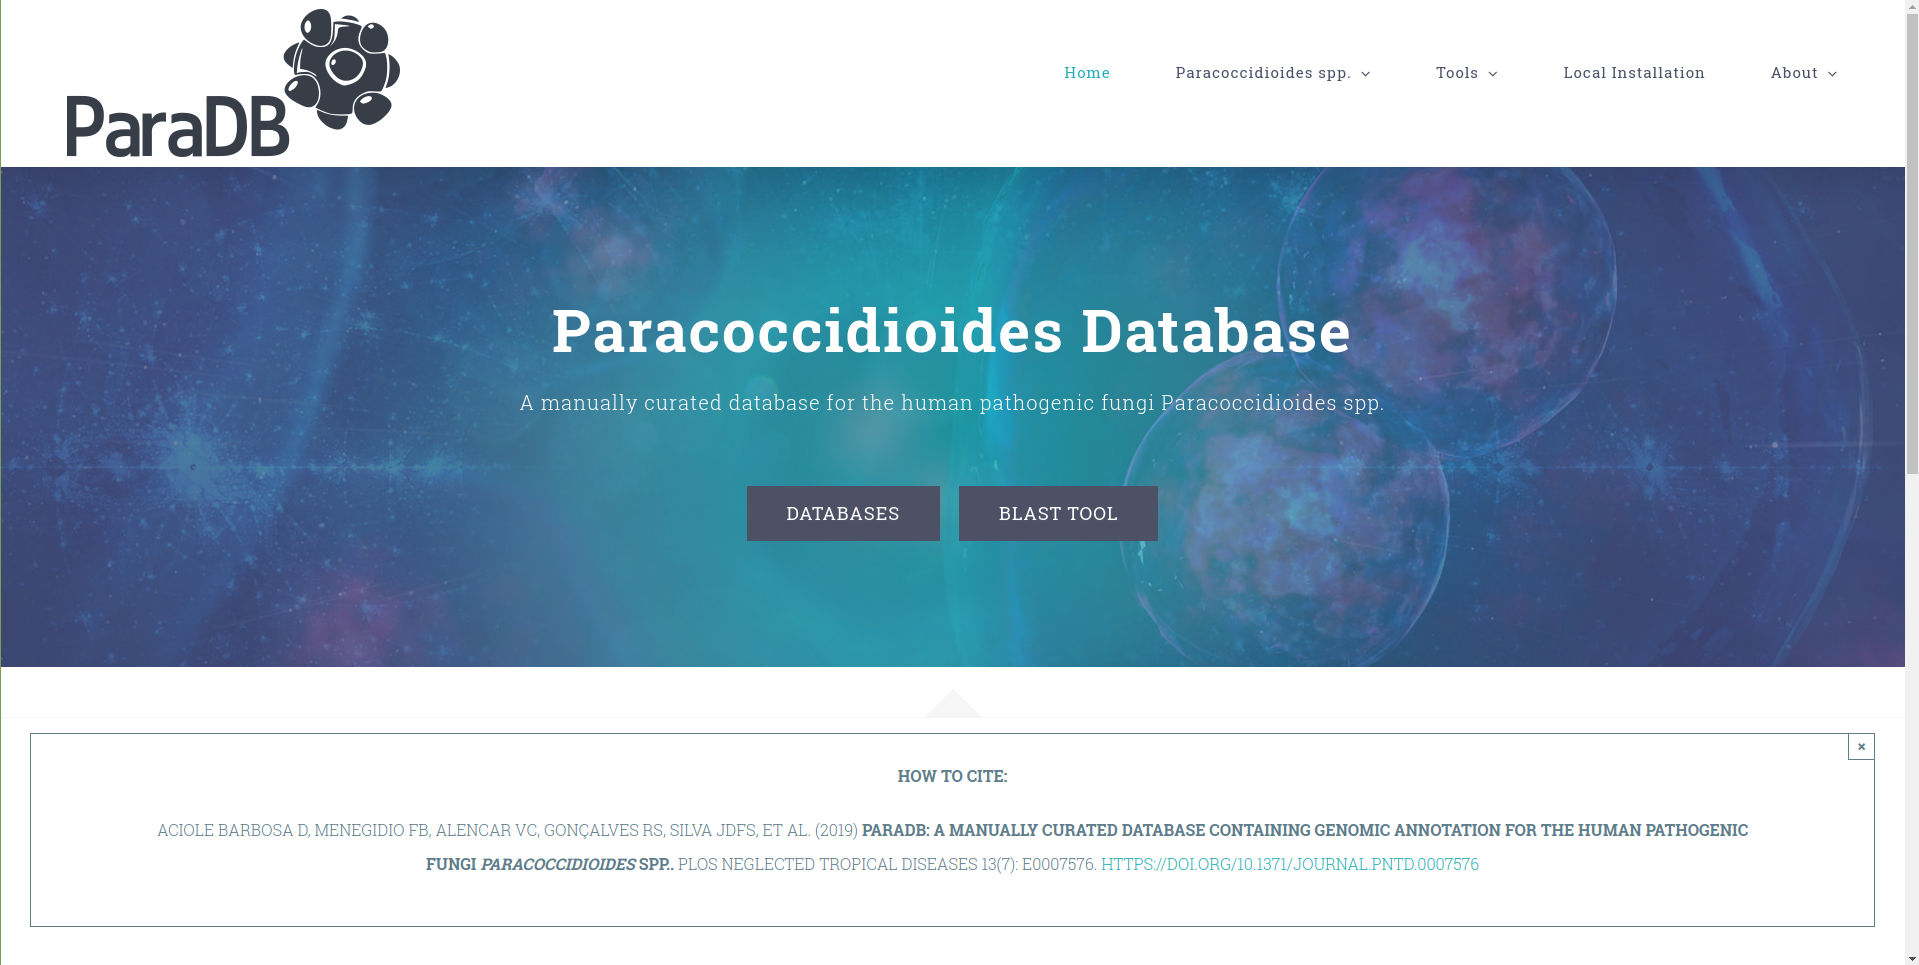 ParaDB
Home
Paracoccidioides spp.
Tools
Local Installation
About
Paracoccidioides Database
A manually curated database for the human pathogenic fungi Paracoccidioides spp.
DATABASES
BLAST TOOL
×
HOW TO CITE:
ACIOLE BARBOSA D, MENEGIDIO FB, ALENCAR VC, GONÇALVES RS, SILVA JDFS, ET AL. (2019) PARADB: A MANUALLY CURATED DATABASE CONTAINING GENOMIC ANNOTATION FOR THE HUMAN PATHOGENIC
FUNGI PARACOCCIDIOIDES SPP.. PLOS NEGLECTED TROPICAL DISEASES 13(7): E0007576. HTTPS://DOI.ORG/10.1371/JOURNAL.PNTD.0007576